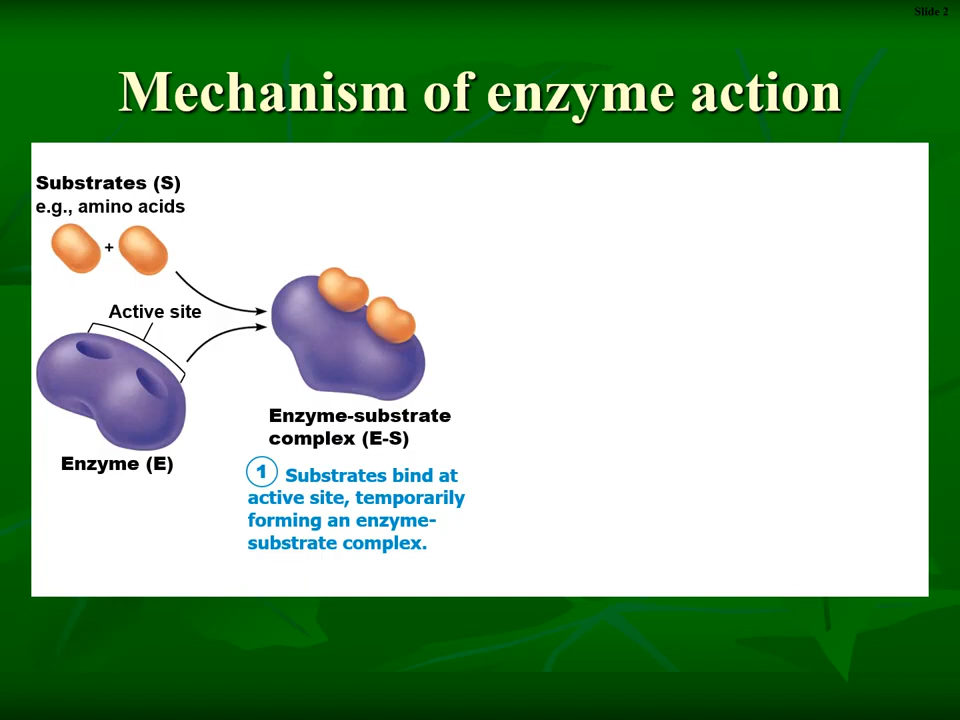 Slide 2
Mechanism of enzyme action
Substrates (S)
e.g., amino acids
+
Active site
Enzyme (E)
Enzyme-substrate
complex (E-S)
1 Substrates bind at
active site, temporarily
forming an enzyme-
substrate complex.